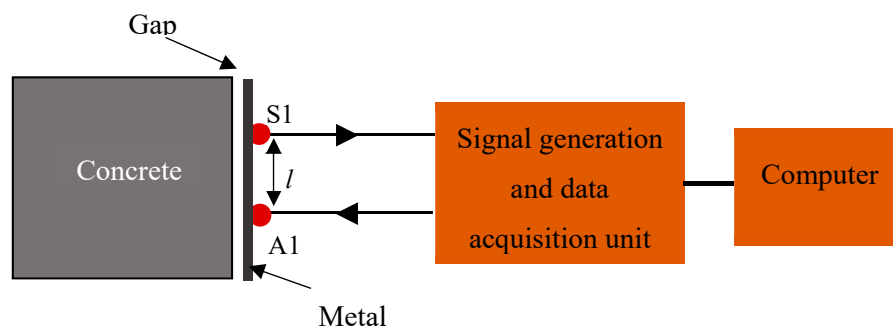 Gap
S1
Concrete
l
A1
Metal
Signal generation
and data
acquisition unit
Computer